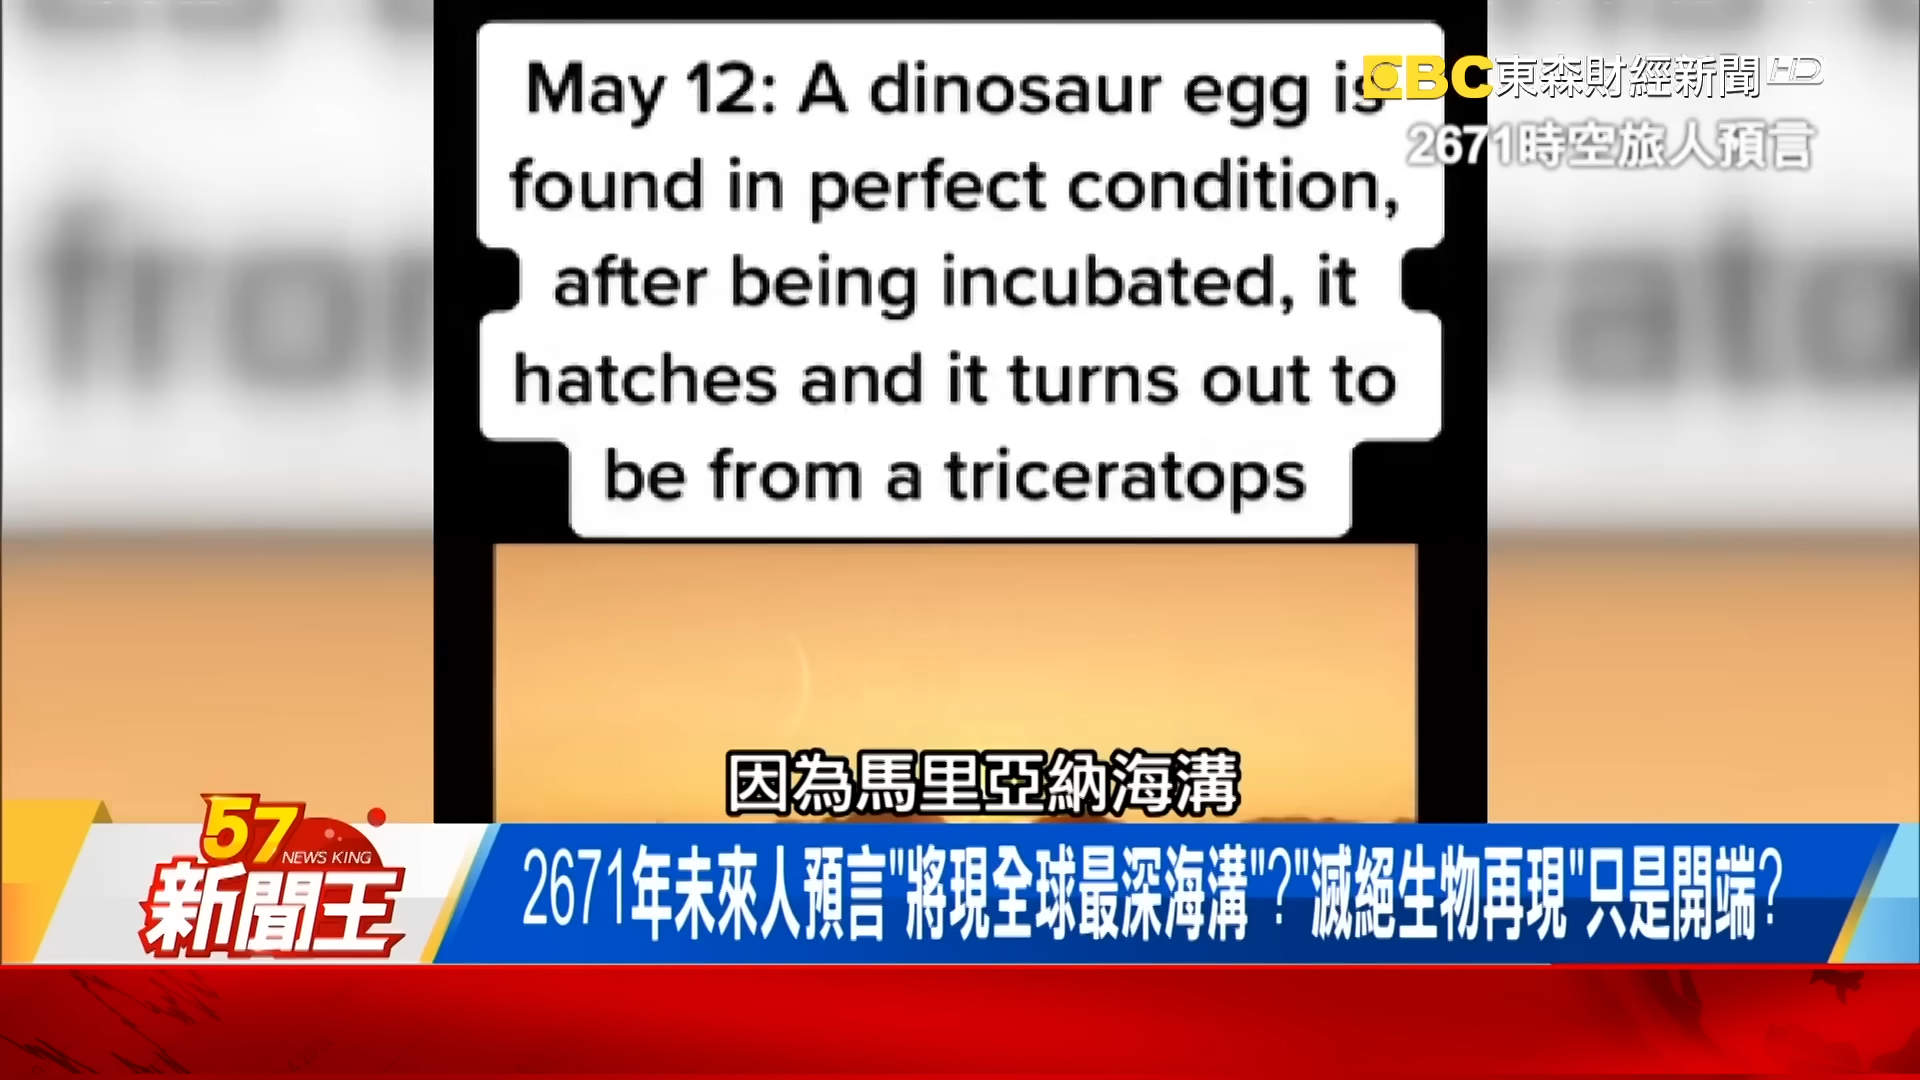 May 12: A dinosaur egg is
found in perfect condition,
after being incubated, it
hatches and it turns out to
be from a triceratops
EBC東森財經新聞HD
2671時空旅人預言
因為馬里亞納海溝
57
NEWS KING
新聞王
2671年未來人預言"將現全球最深海溝"?"滅絕生物再現"只是開端?